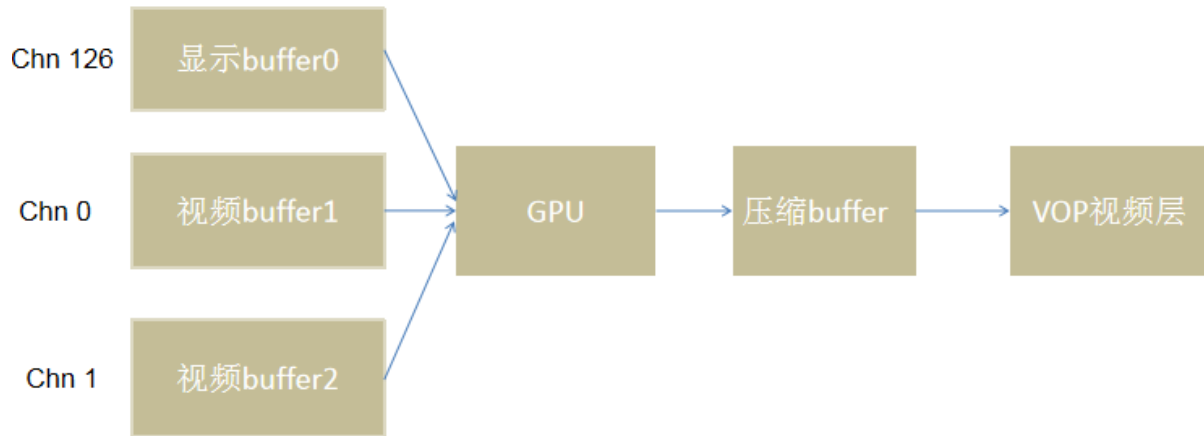 Chn 126
显示buffer0
Chn 0
视频buffer1
GPU
压缩buffer
VOP视频层
Chn 1
视频buffer2